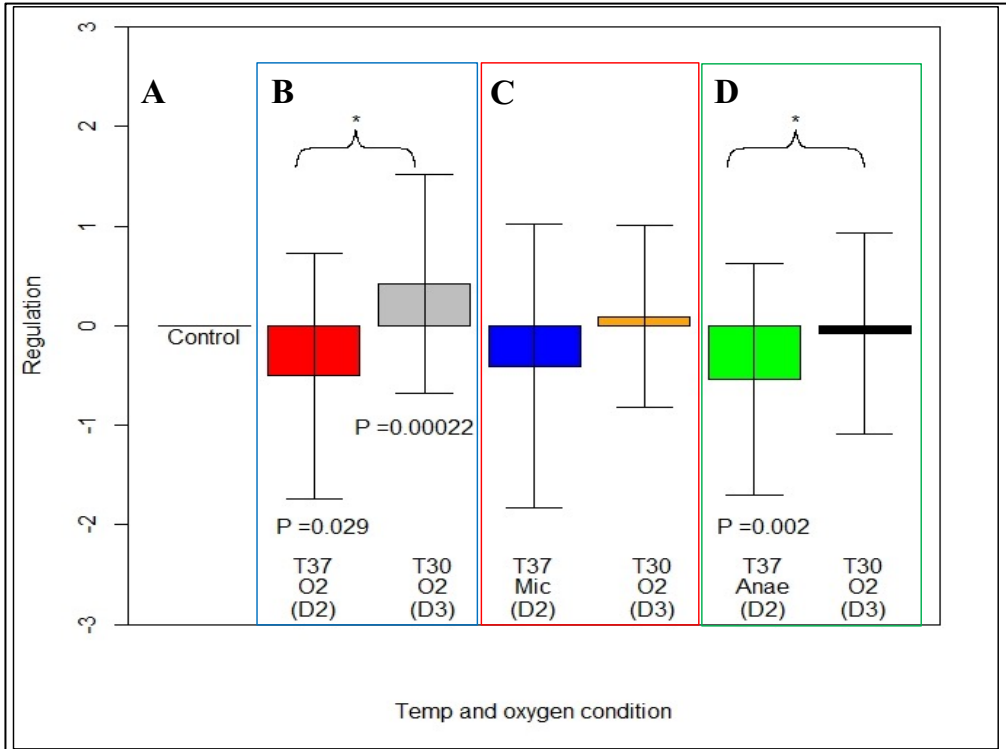 3
2
1
0
-1
-2
-3
Regulation
A
B
C
D
*
*
Control
P =0.00022
P =0.029
P =0.002
T37
O2
(D2)
T30
O2
(D3)
T37
Mic
(D2)
T30
O2
(D3)
T37
Anae
(D2)
T30
O2
(D3)
Temp and oxygen condition